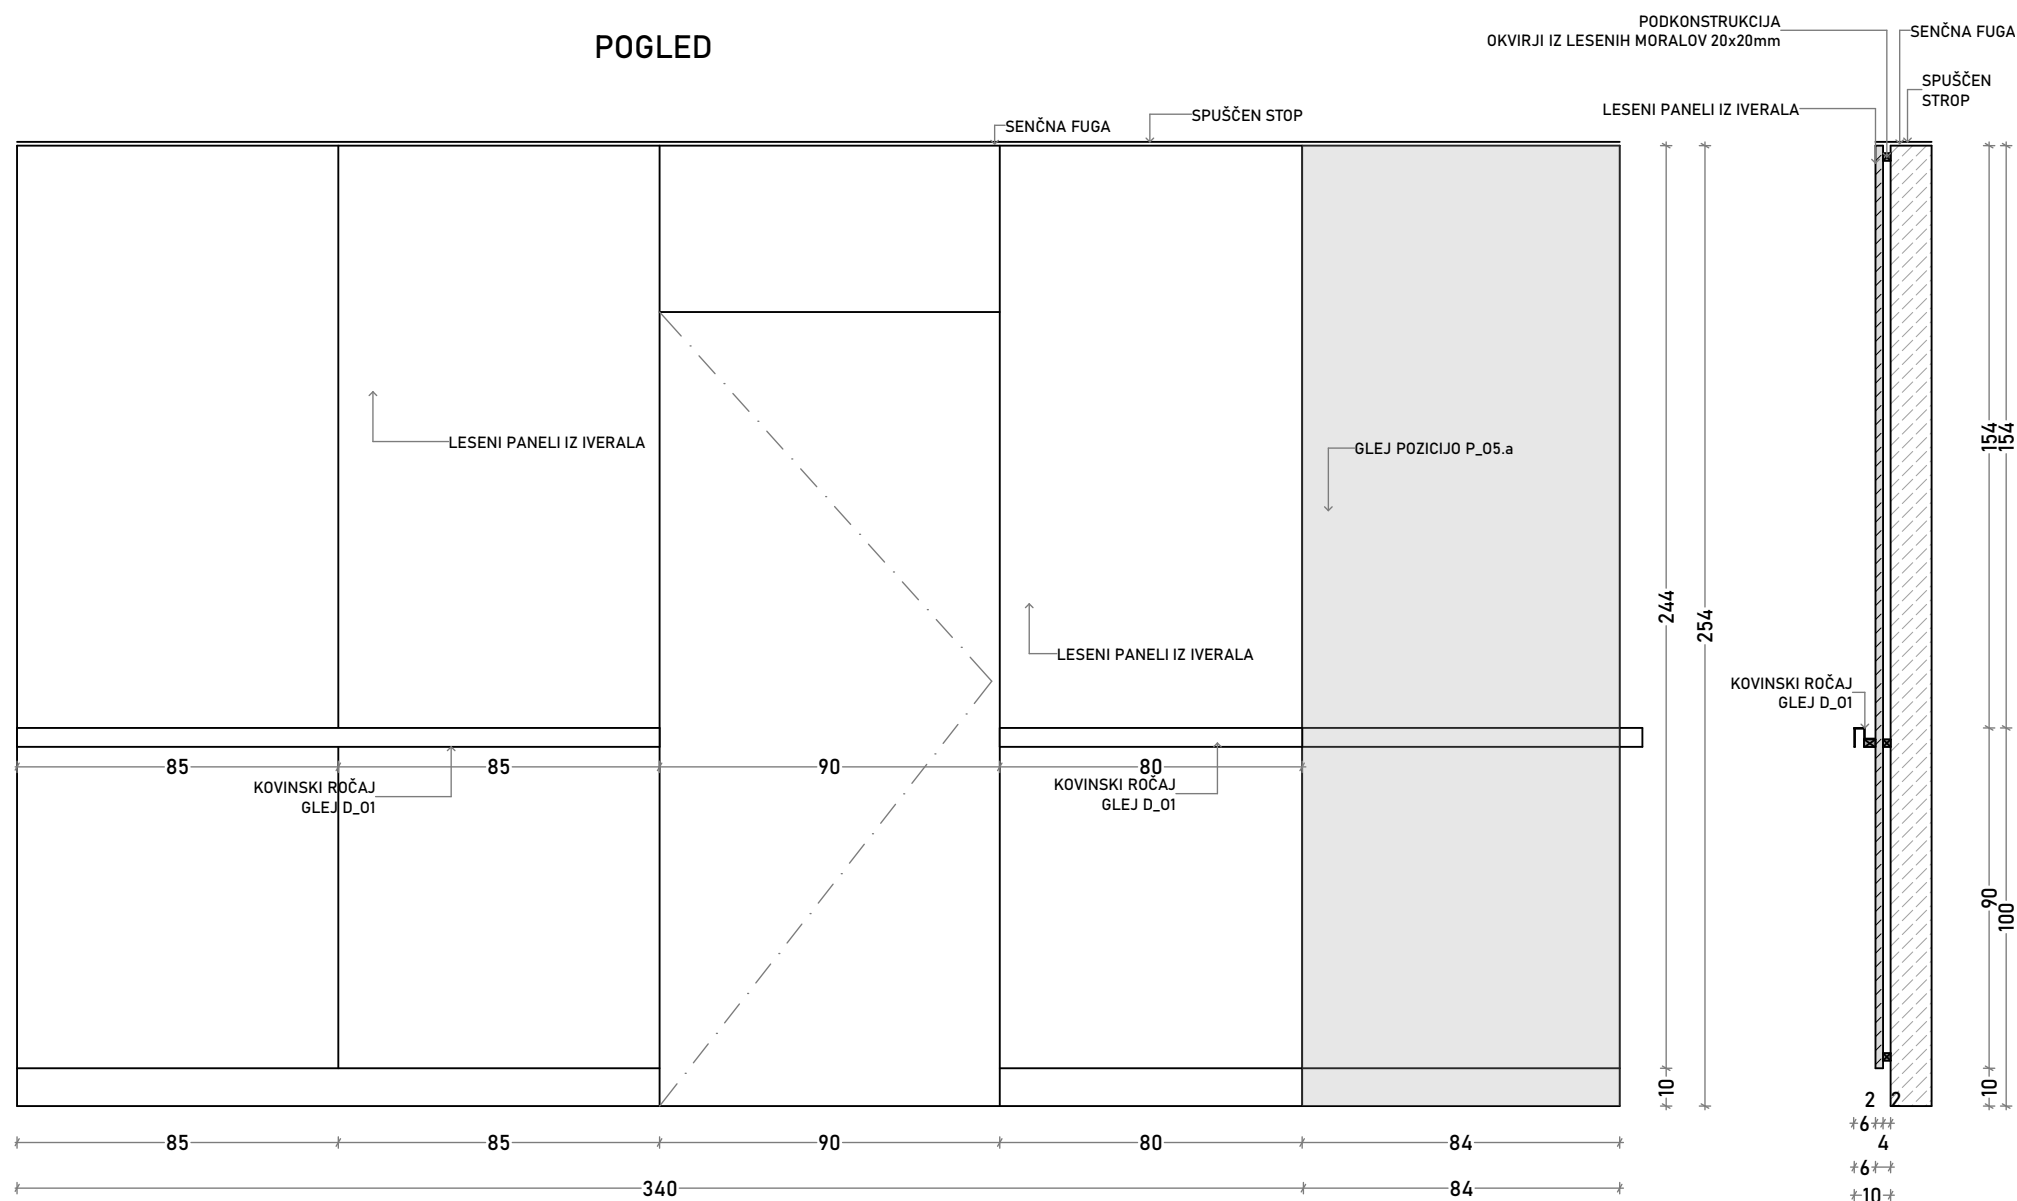 POGLED
PODKONSTRUKCIJA
OKVIRJI IZ LESENIH MORALOV 20x20mm
SENČNA FUGA
SPUŠČEN
STROP
LESENI PANELI IZ IVERALA
SENČNA FUGA
SPUŠČEN STOP
LESENI PANELI IZ IVERALA
GLEJ POZICIJO P_05.a
154
154
244
254
LESENI PANELI IZ IVERALA
KOVINSKI ROČAJ
GLEJ D_01
85
85
90
80
KOVINSKI ROČAJ
GLEJ D_01
KOVINSKI ROČAJ
GLEJ D_01
90
100
10
10
2 2
6
4
85
85
90
80
84
6
340
84
10